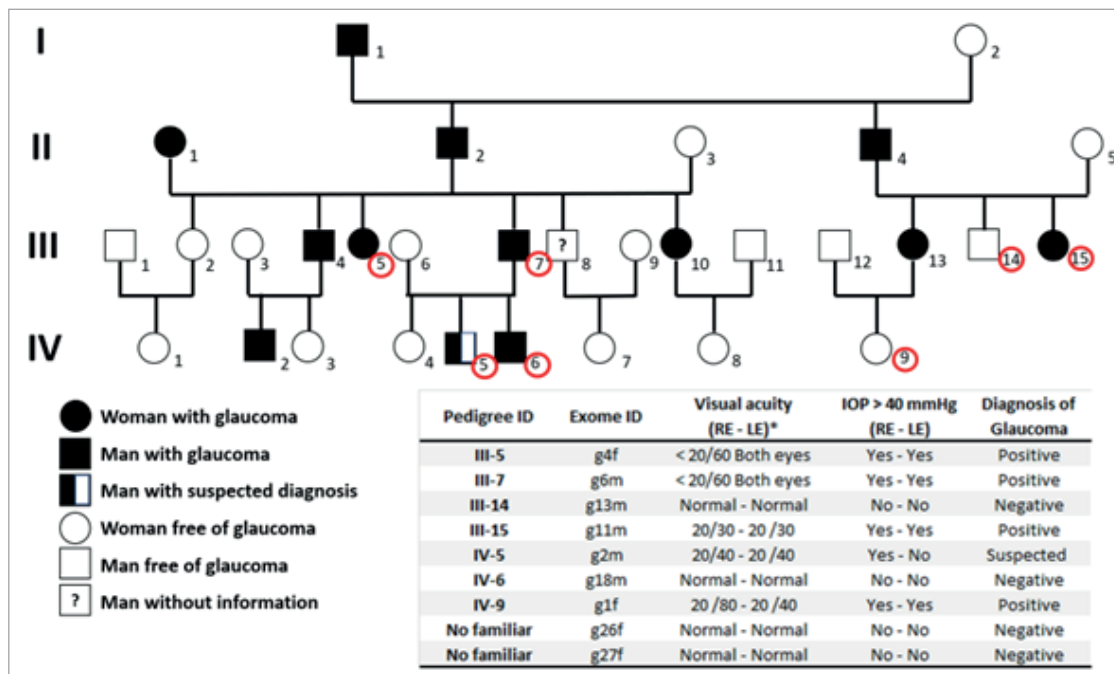 I
1
2
II
1
2
3
4
5
III
1
2
3
4
5
6
7
?
8
9
10
11
12
13
14
15
IV
1
2
3
4
5
6
7
8
9
Woman with glaucoma
Man with glaucoma
Man with suspected diagnosis
Woman free of glaucoma
Man free of glaucoma
? Man without information
Pedigree ID Exome ID Visual acuity (RE - LE)* IOP > 40 mmHg (RE - LE) Diagnosis of Glaucoma
III-5 g4f < 20/60 Both eyes Yes - Yes Positive
III-7 g6m <20/60 Both eyes Yes - Yes Positive
III-14 g13m Normal - Normal No - No Negative
III-15 g11m 20/30 - 20 /30 Yes - Yes Positive
IV-5 g2m 20/40 - 20 /40 Yes - No Suspected
IV-6 g18m Normal - Normal No - No Negative
IV-9 g1f 20 /80 - 20 /40 Yes - Yes Positive
No familiar g26f Normal - Normal No - No Negative
No familiar g27f Normal - Normal No - No Negative